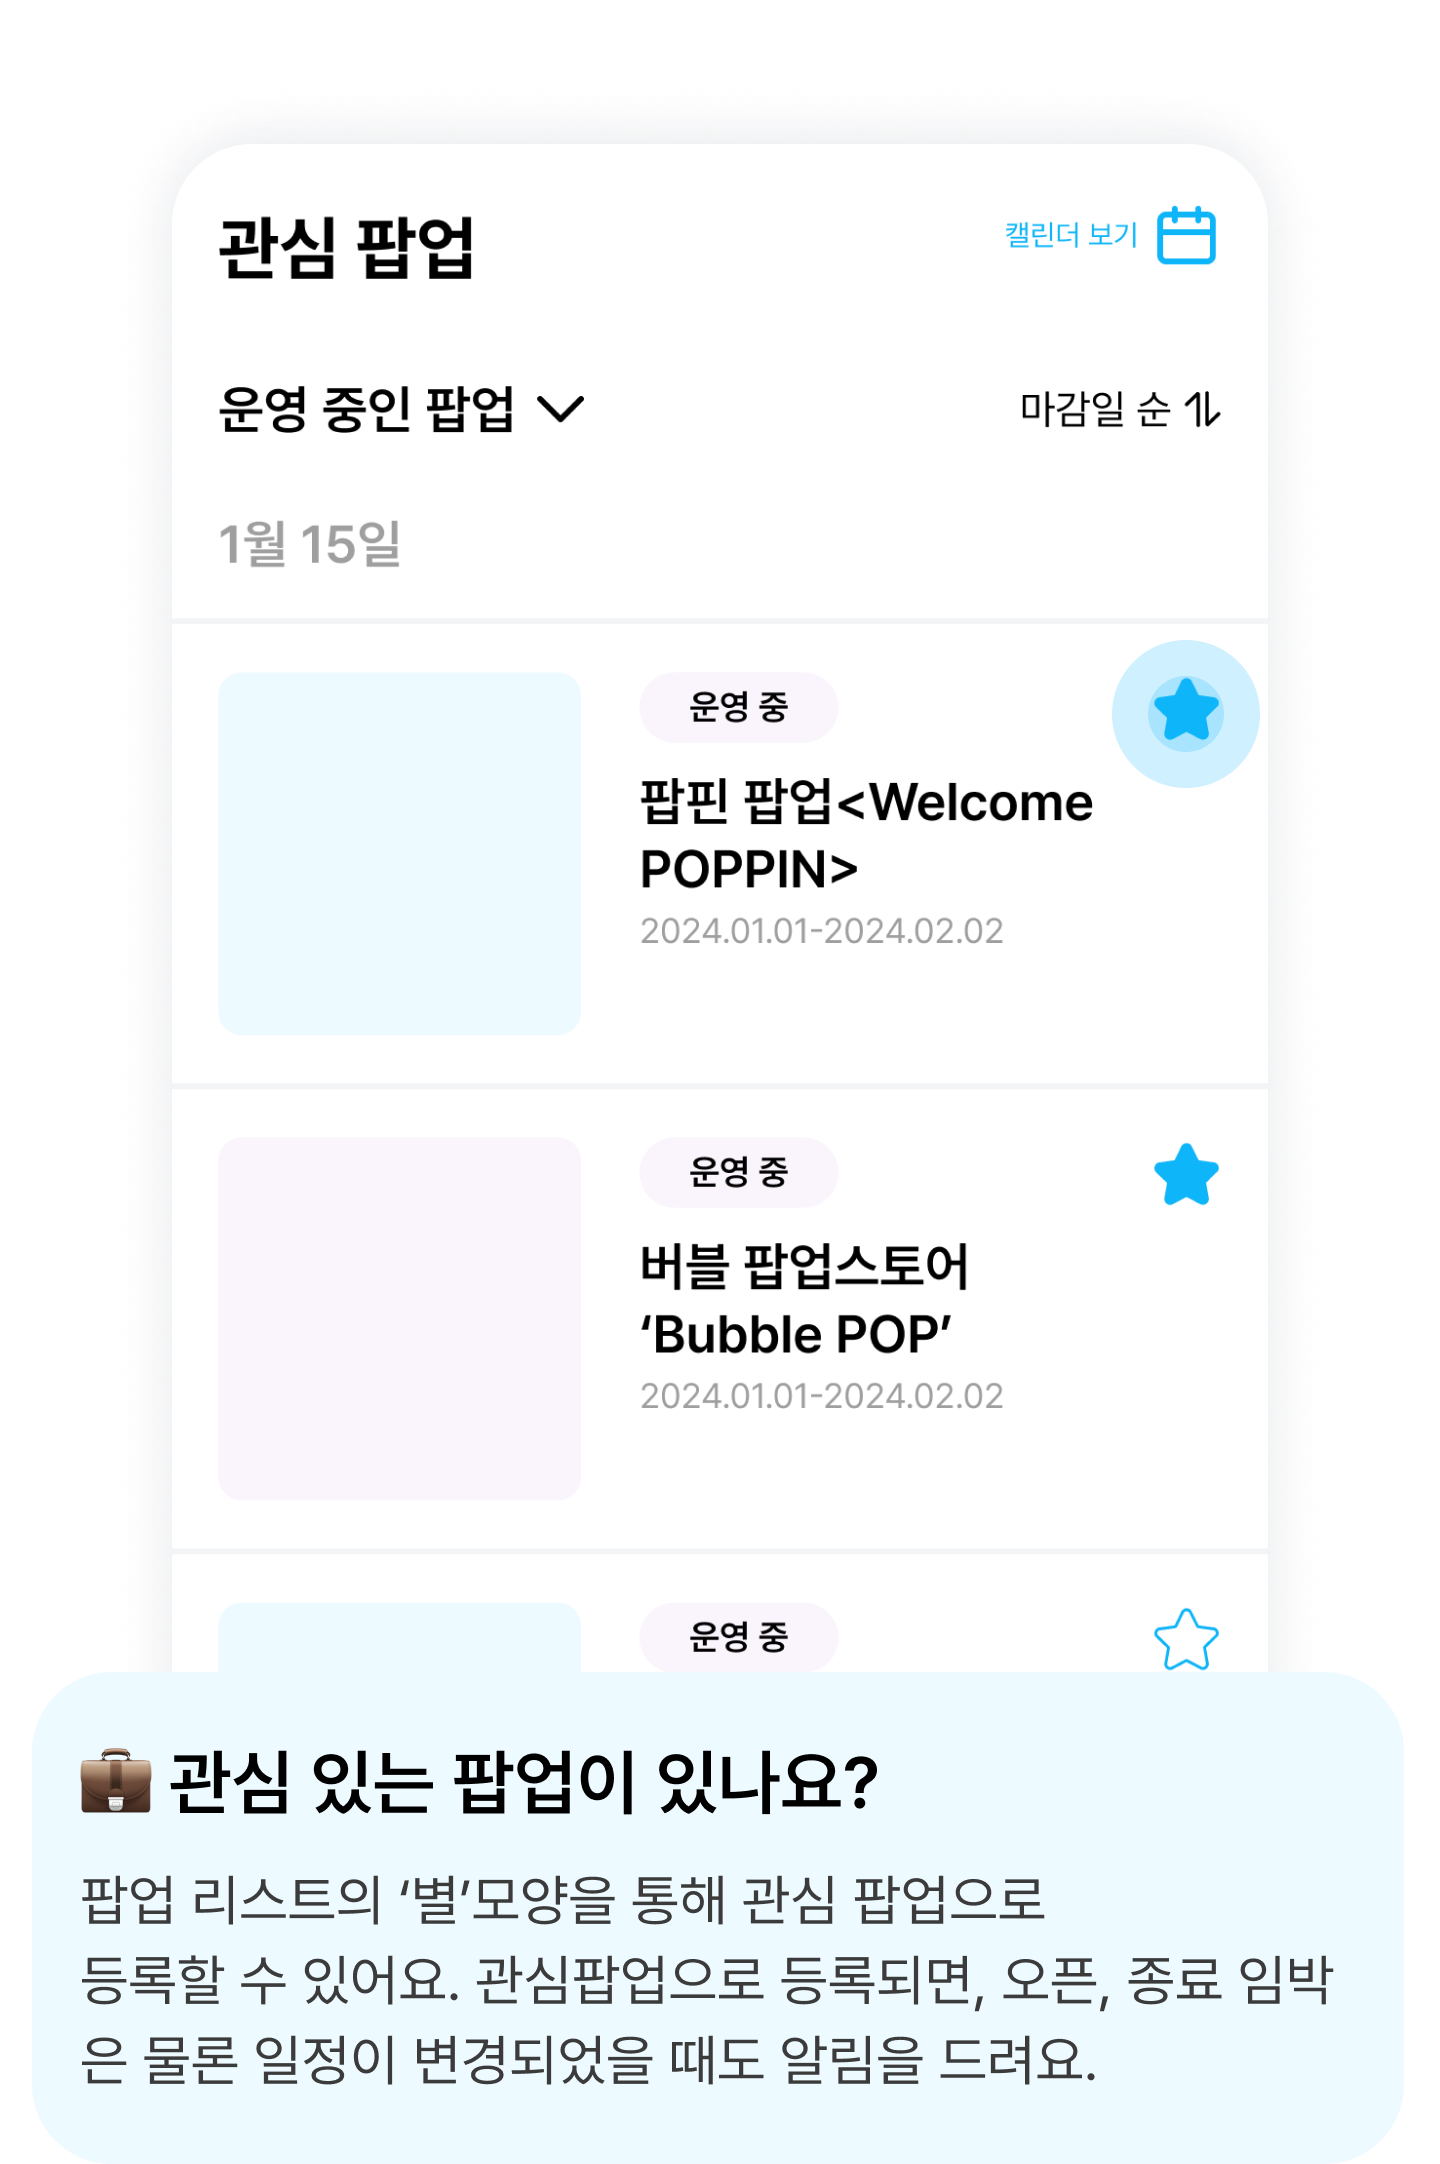 관심 팝업
캘린더 보기
운영 중인 팝업
마감일 순
1월 15일
운영 중
팝핀 팝업<Welcome
POPPIN>
2024.01.01-2024.02.02
운영 중
버블 팝업스토어
‘Bubble POP’
2024.01.01-2024.02.02
운영 중
관심 있는 팝업이 있나요?
팝업 리스트의 ‘별’모양을 통해 관심 팝업으로
등록할 수 있어요. 관심팝업으로 등록되면, 오픈, 종료 임박
은 물론 일정이 변경되었을 때도 알림을 드려요.